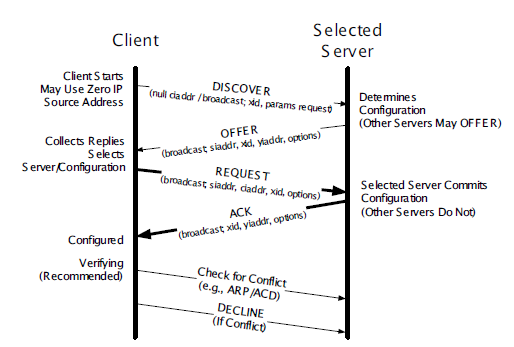 Client
Selected
Server
Client Starts
May Use Zero IP
Source Address
DISCOVER
(null ciaddr/broadcast; xid, params request)
Determines
Configuration
(Other Servers May OFFER)
OFFER
(broadcast; siaddr, xid, yiaddr, options)
Collects Replies
Selects
Server/Configuration
REQUEST
(broadcast; siaddr, ciaddr, xid, options)
Selected Server Commits
Configuration
(Other Servers Do Not)
ACK
(broadcast; xid, yiaddr, options)
Configured
Verifying
(Recommended)
Check for Conflict
(e.g., ARP/ACD)
DECLINE
(If Conflict)